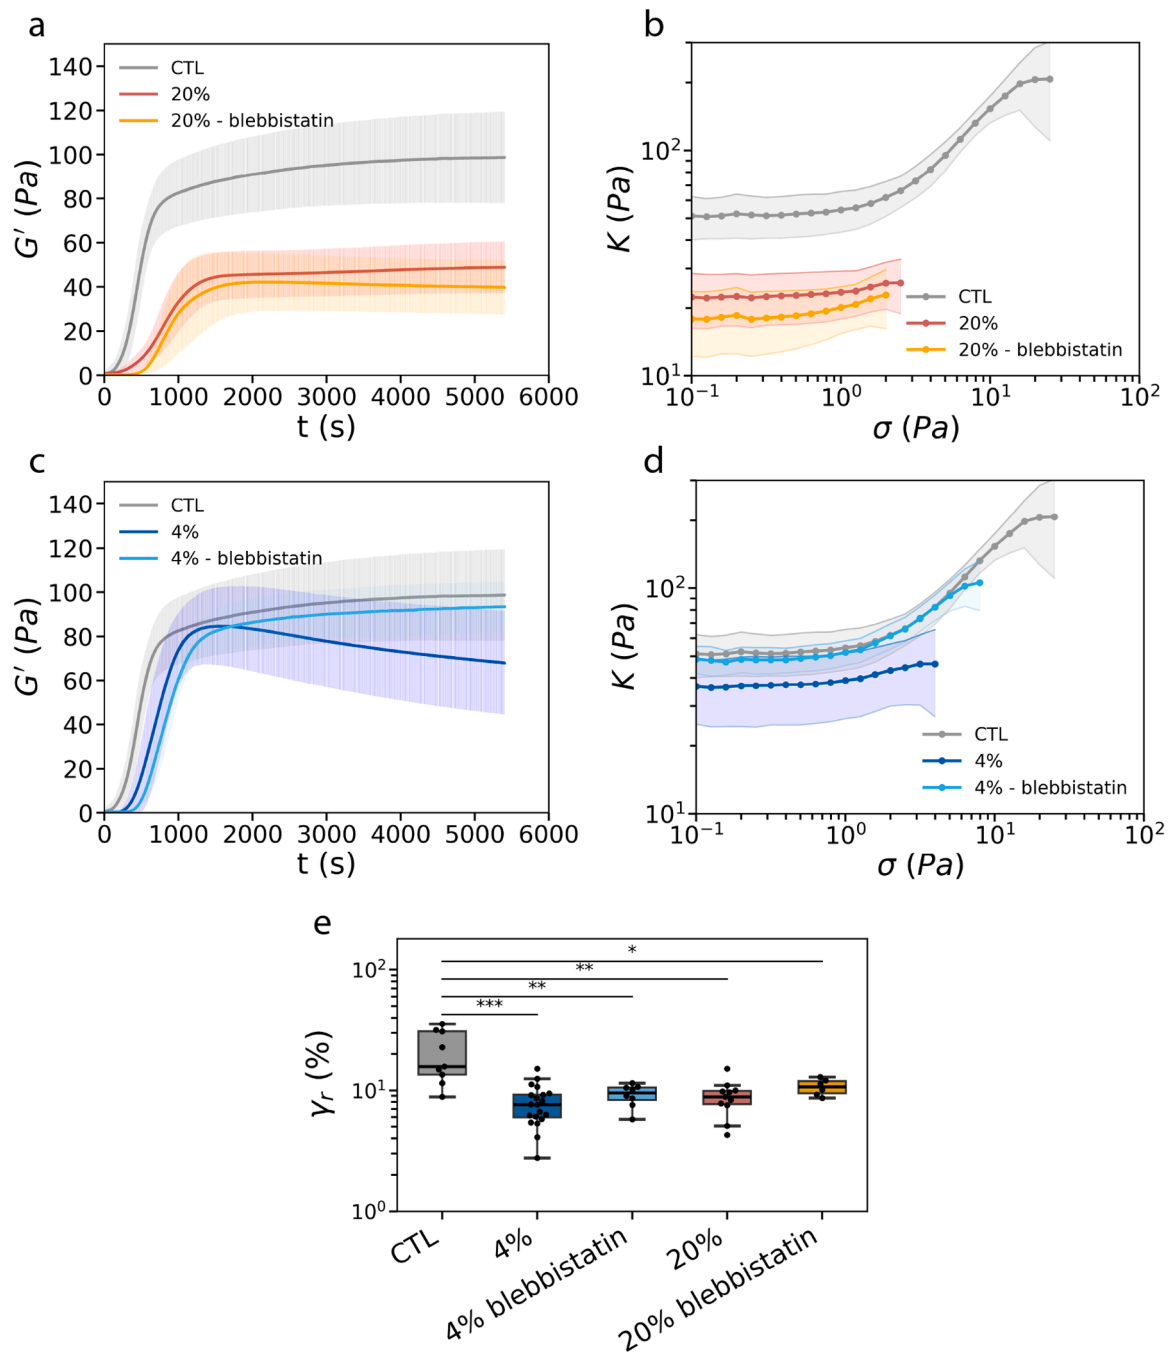 a
140
120
100
80
60
40
20
0
G′ (Pa)
CTL
20%
20% - blebbistatin
0 1000 2000 3000 4000 5000 6000
t (s)
b
10²
10¹
K (Pa)
CTL
20%
20% - blebbistatin
10⁻¹ 10⁰ 10¹ 10²
σ (Pa)
c
140
120
100
80
60
40
20
0
G′ (Pa)
CTL
4%
4% - blebbistatin
0 1000 2000 3000 4000 5000 6000
t (s)
d
10²
10¹
K (Pa)
CTL
4%
4% - blebbistatin
10⁻¹ 10⁰ 10¹ 10²
σ (Pa)
e
*
**
**
***
10²
10¹
10⁰
γᵣ (%)
CTL
4%
4% blebbistatin
20%
20% blebbistatin